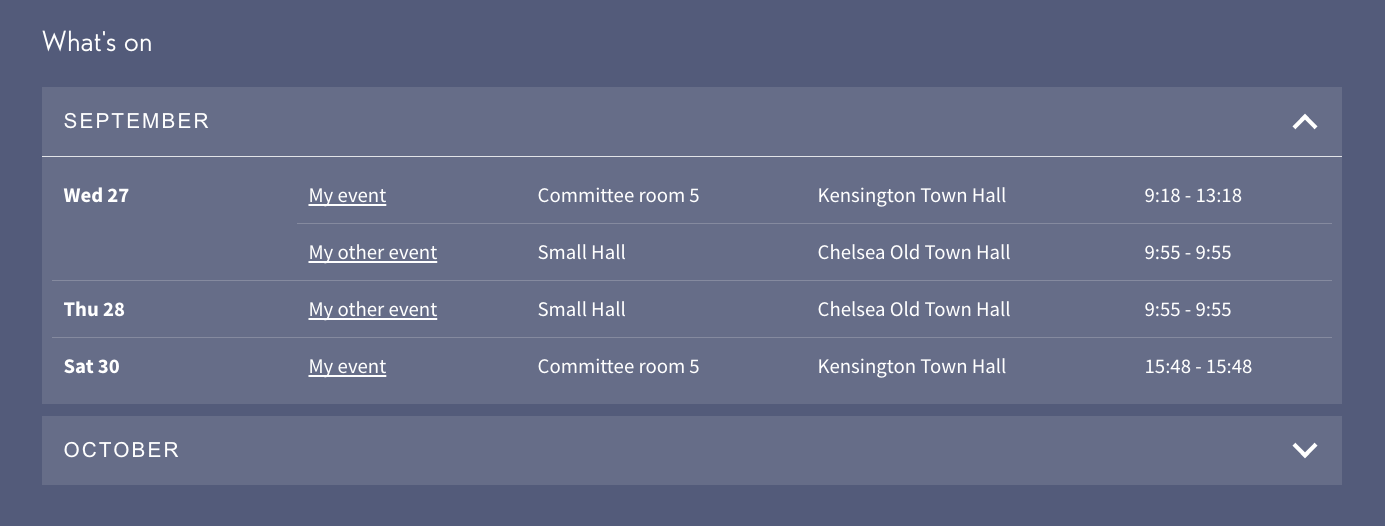 What's on
SEPTEMBER
Wed 27 My event Committee room 5 Kensington Town Hall 9:18 - 13:18
My other event Small Hall Chelsea Old Town Hall 9:55 - 9:55
Thu 28 My other event Small Hall Chelsea Old Town Hall 9:55 - 9:55
Sat 30 My event Committee room 5 Kensington Town Hall 15:48 - 15:48
OCTOBER